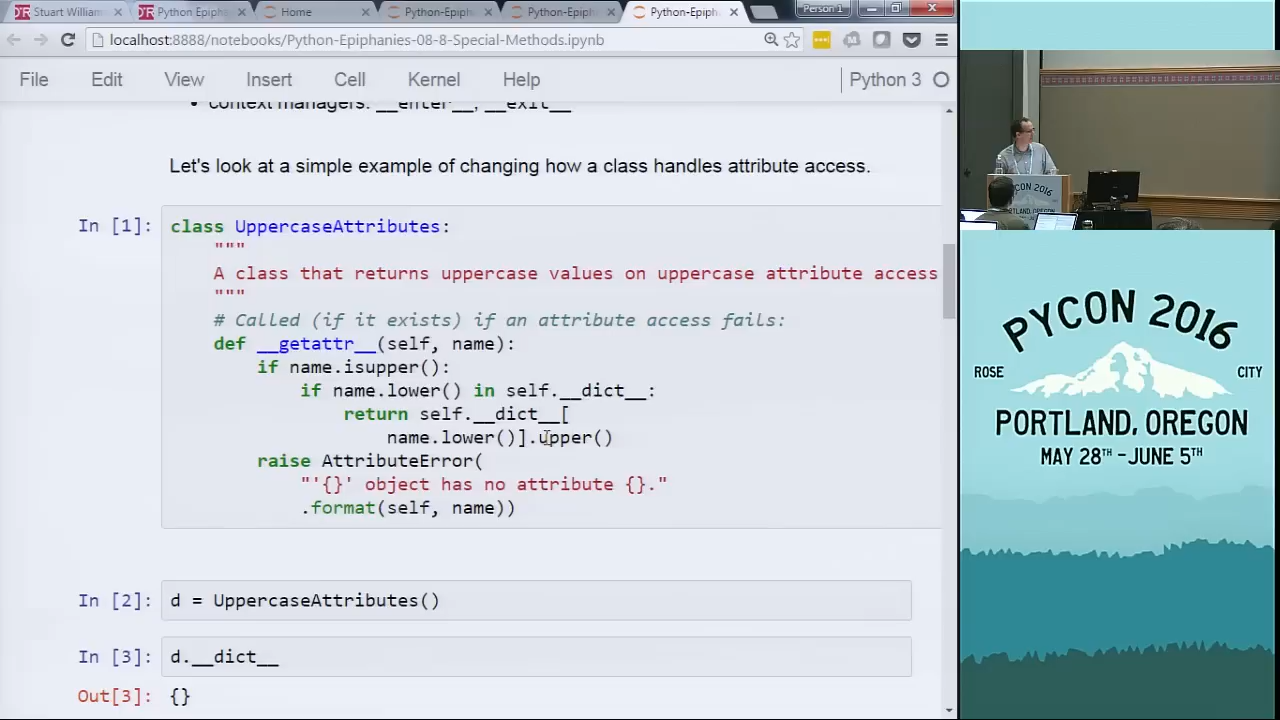 Stuart William
Python Epiphanie
Home
Python-Epiph
Python-Epiph
Python-Epiph
Person 1
localhost:8888/notebooks/Python-Epiphanies-08-8-Special-Methods.ipynb
File Edit View Insert Cell Kernel Help Python 3
context managers: __enter__, __exit__
Let's look at a simple example of changing how a class handles attribute access.
In [1]: class UppercaseAttributes:
"""
A class that returns uppercase values on uppercase attribute access
"""
# Called (if it exists) if an attribute access fails:
def __getattr__(self, name):
if name.isupper():
if name.lower() in self.__dict__:
return self.__dict__[
name.lower()].upper()
raise AttributeError(
"'{}' object has no attribute {}."
.format(self, name))
In [2]: d = UppercaseAttributes()
In [3]: d.__dict__
Out[3]: {}
PYCON 2016
PORTLAND, OREGON
PYCON 2016
ROSE CITY
PORTLAND, OREGON
MAY 28TH -JUNE 5TH